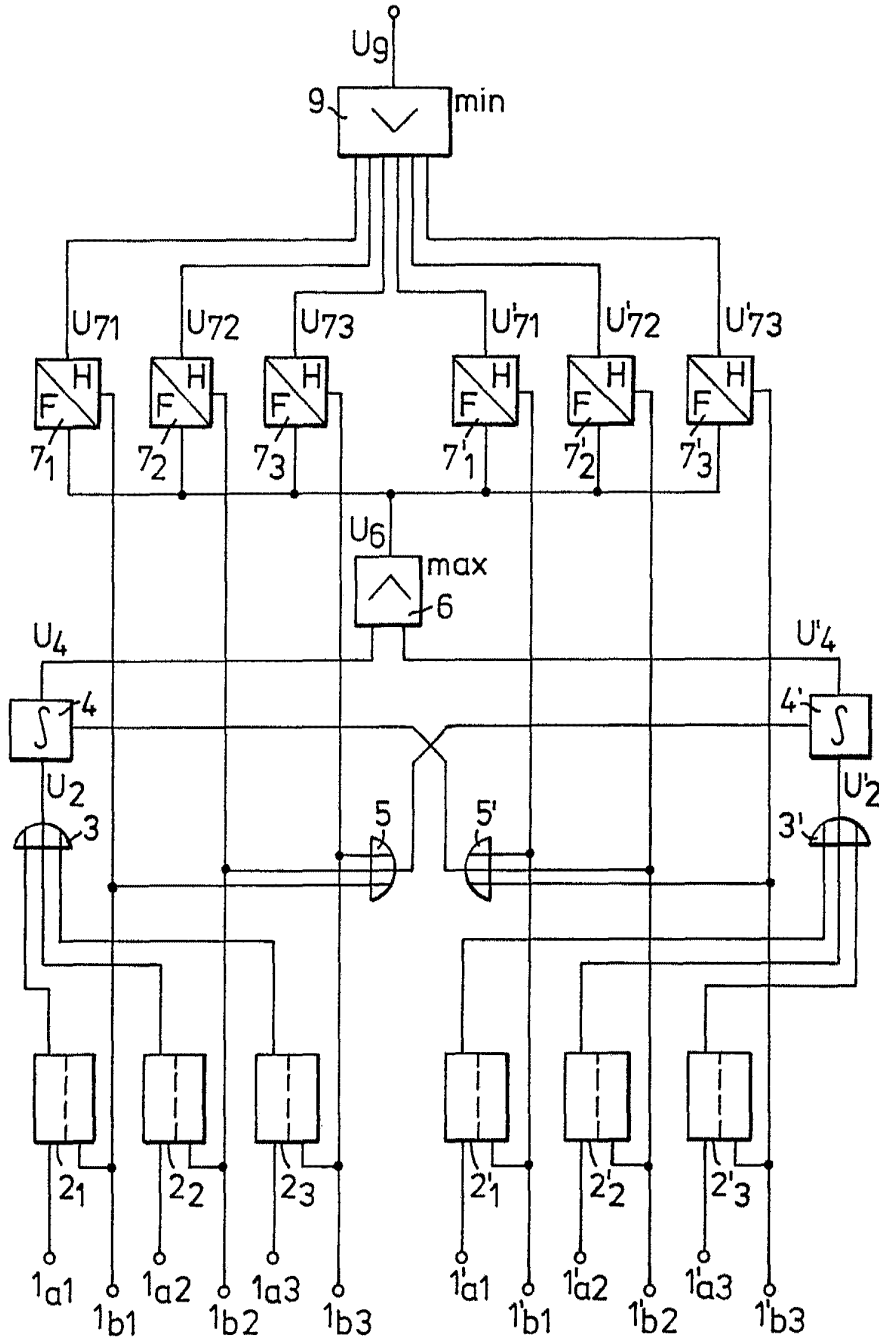 U9
9 min
U71 U72 U73 U'71 U'72 U'73
H H H H H H
F F F F F F
71 72 73 7'1 7'2 7'3
U6
max
6
U4 U'4
4 4'
∫ ∫
U2 U'2
3 5 5' 3'
21 22 23 2'1 2'2 2'3
1a1 1a2 1a3 1'a1 1'a2 1'a3
1b1 1b2 1b3 1'b1 1'b2 1'b3